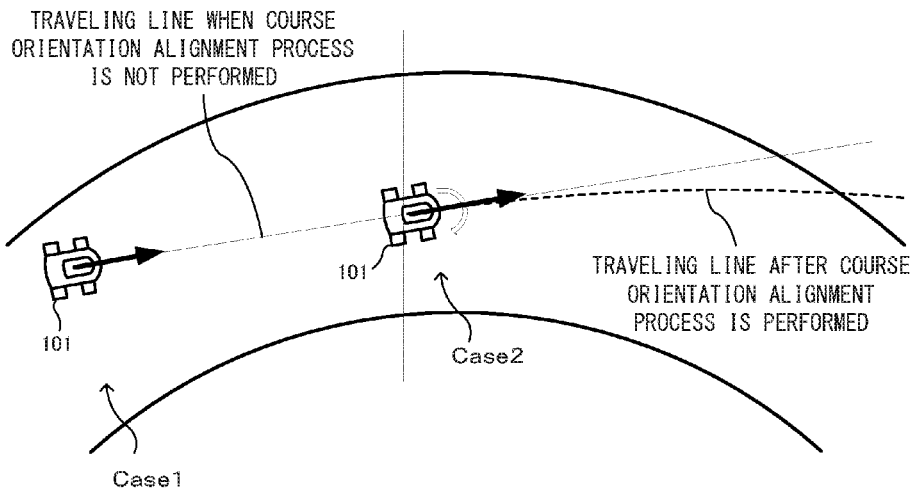 TRAVELING LINE WHEN COURSE
ORIENTATION ALIGNMENT PROCESS
IS NOT PERFORMED
101
101
TRAVELING LINE AFTER COURSE
ORIENTATION ALIGNMENT
PROCESS IS PERFORMED
Case2
Case1